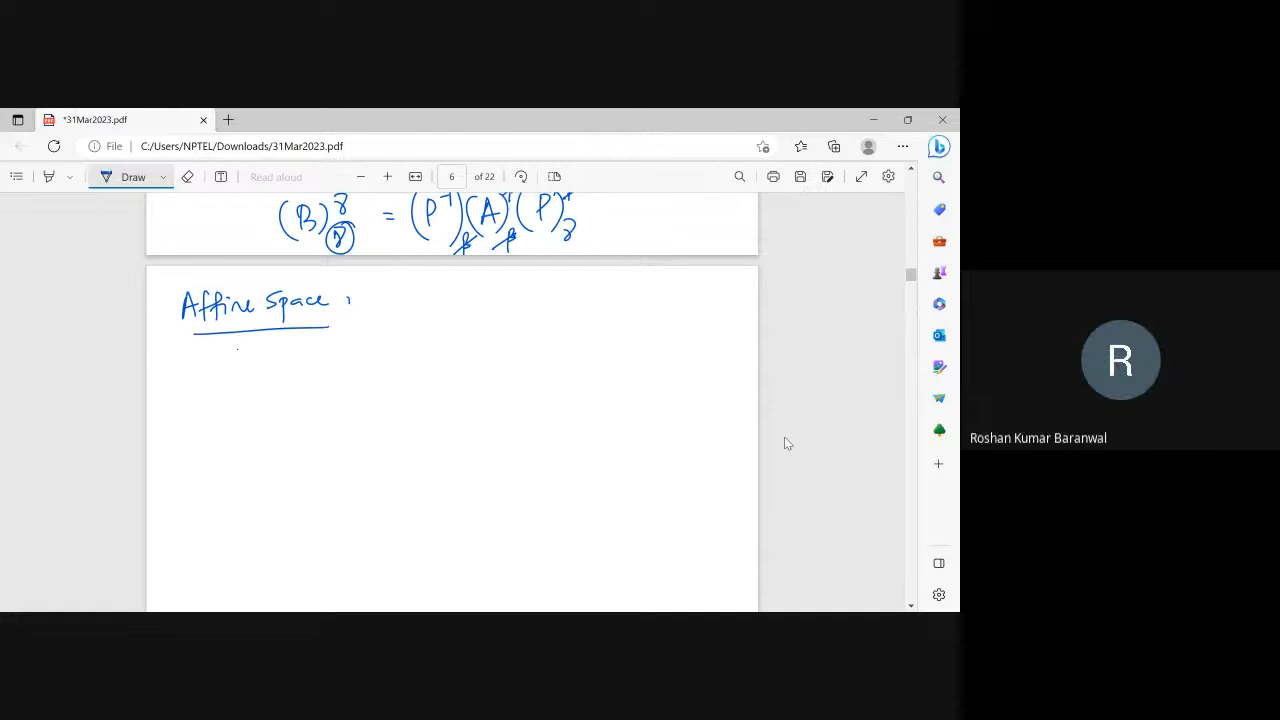 *31Mar2023.pdf
File C:/Users/NPTEL/Downloads/31Mar2023.pdf
Draw Read aloud 6 of 22
(B) = (P⁻¹) (A) (P)
Affine Space
R
Roshan Kumar Baranwal